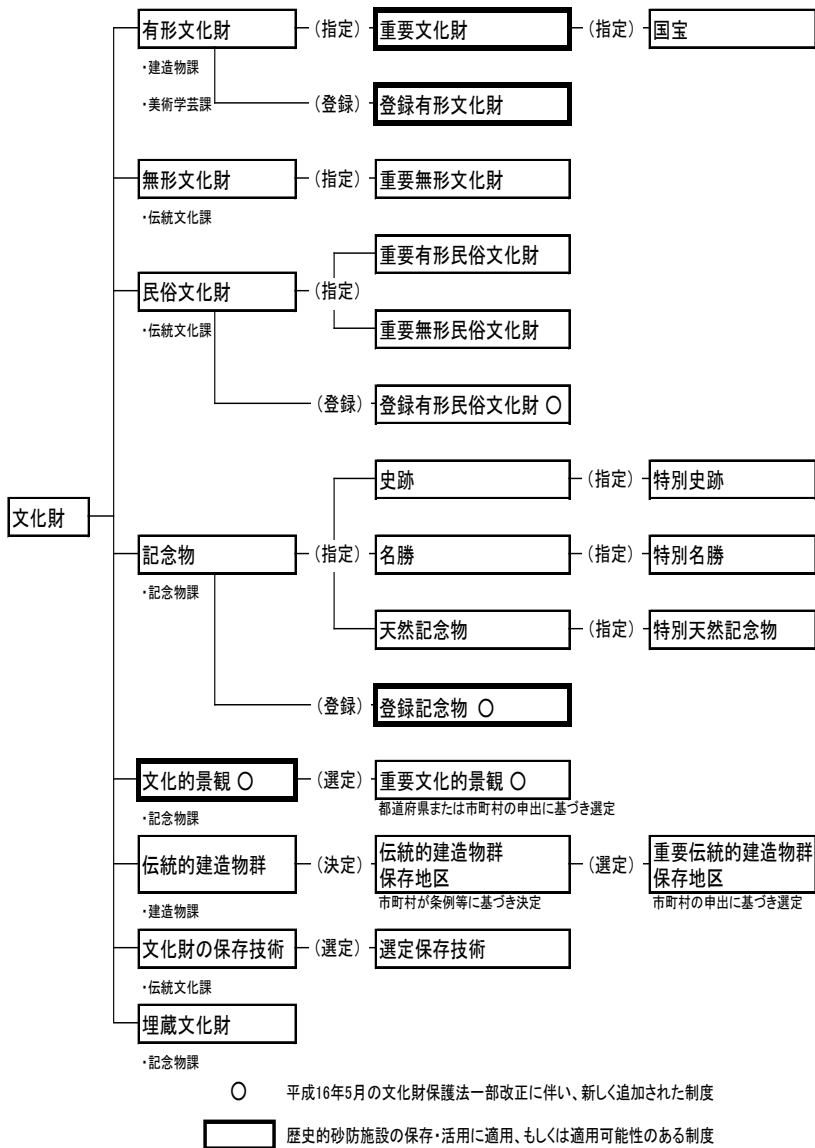 有形文化財 (指定) 重要文化財 (指定) 国宝
・建造物課
・美術学芸課 (登録) 登録有形文化財
無形文化財 (指定) 重要無形文化財
・伝統文化課
重要有形民俗文化財
民俗文化財 (指定)
・伝統文化課 重要無形民俗文化財
(登録) 登録有形民俗文化財 ○
史跡 (指定) 特別史跡
文化財
記念物 (指定) 名勝 (指定) 特別名勝
・記念物課
天然記念物 (指定) 特別天然記念物
(登録) 登録記念物 ○
文化的景観 ○ (選定) 重要文化的景観 ○
都道府県または市町村の申出に基づき選定
・記念物課
伝統的建造物群 (決定) 伝統的建造物群 (選定) 重要伝統的建造物群
保存地区 保存地区
市町村が条例等に基づき決定 市町村の申出に基づき選定
・建造物課
文化財の保存技術 (選定) 選定保存技術
・伝統文化課
埋蔵文化財
・記念物課
○ 平成16年5月の文化財保護法一部改正に伴い、新しく追加された制度
歴史的砂防施設の保存・活用に適用、もしくは適用可能性のある制度